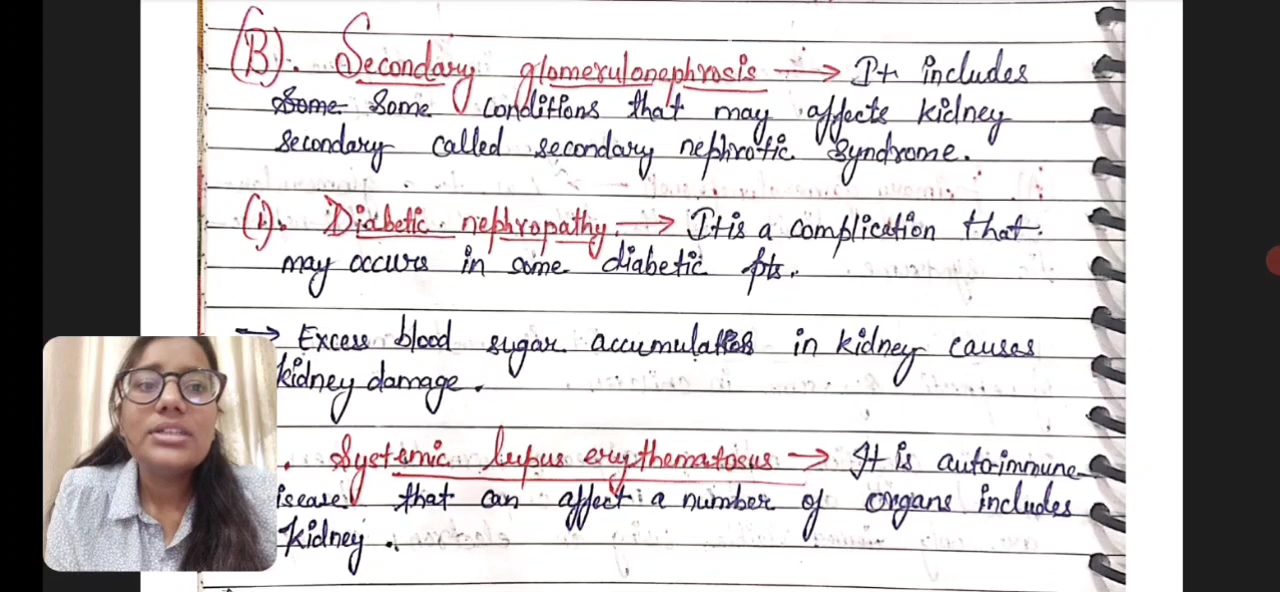 (B). Secondary glomerulonephrosis → It includes
Some Some conditions that may affects kidney
secondary called secondary nephrotic Syndrome.
(i). Diabetic nephropathy → It is a complication that
may occurs in some diabetic pts.
→ Excess blood sugar accumulates in kidney causes
kidney damage.
. Systemic lupus erythematosus → It is autoimmune
isease that can affect a number of organs includes
kidney.